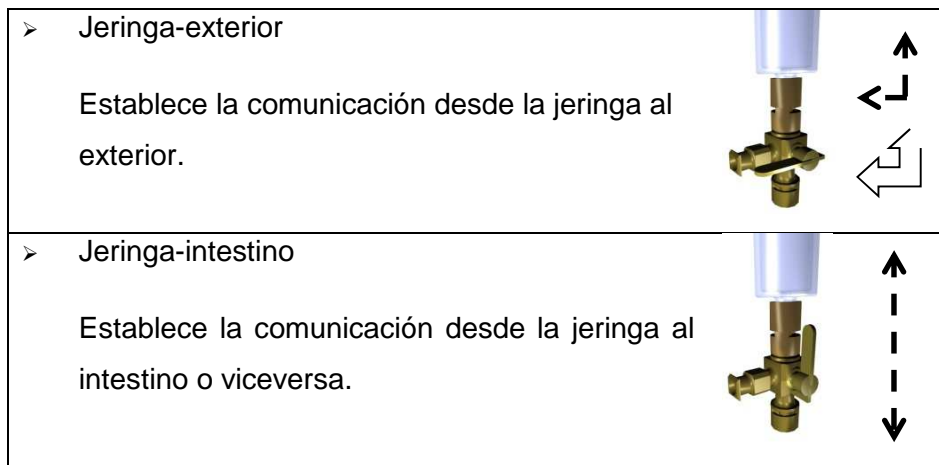 ➢ Jeringa-exterior
Establece la comunicación desde la jeringa al
exterior.
➢ Jeringa-intestino
Establece la comunicación desde la jeringa al
intestino o viceversa.